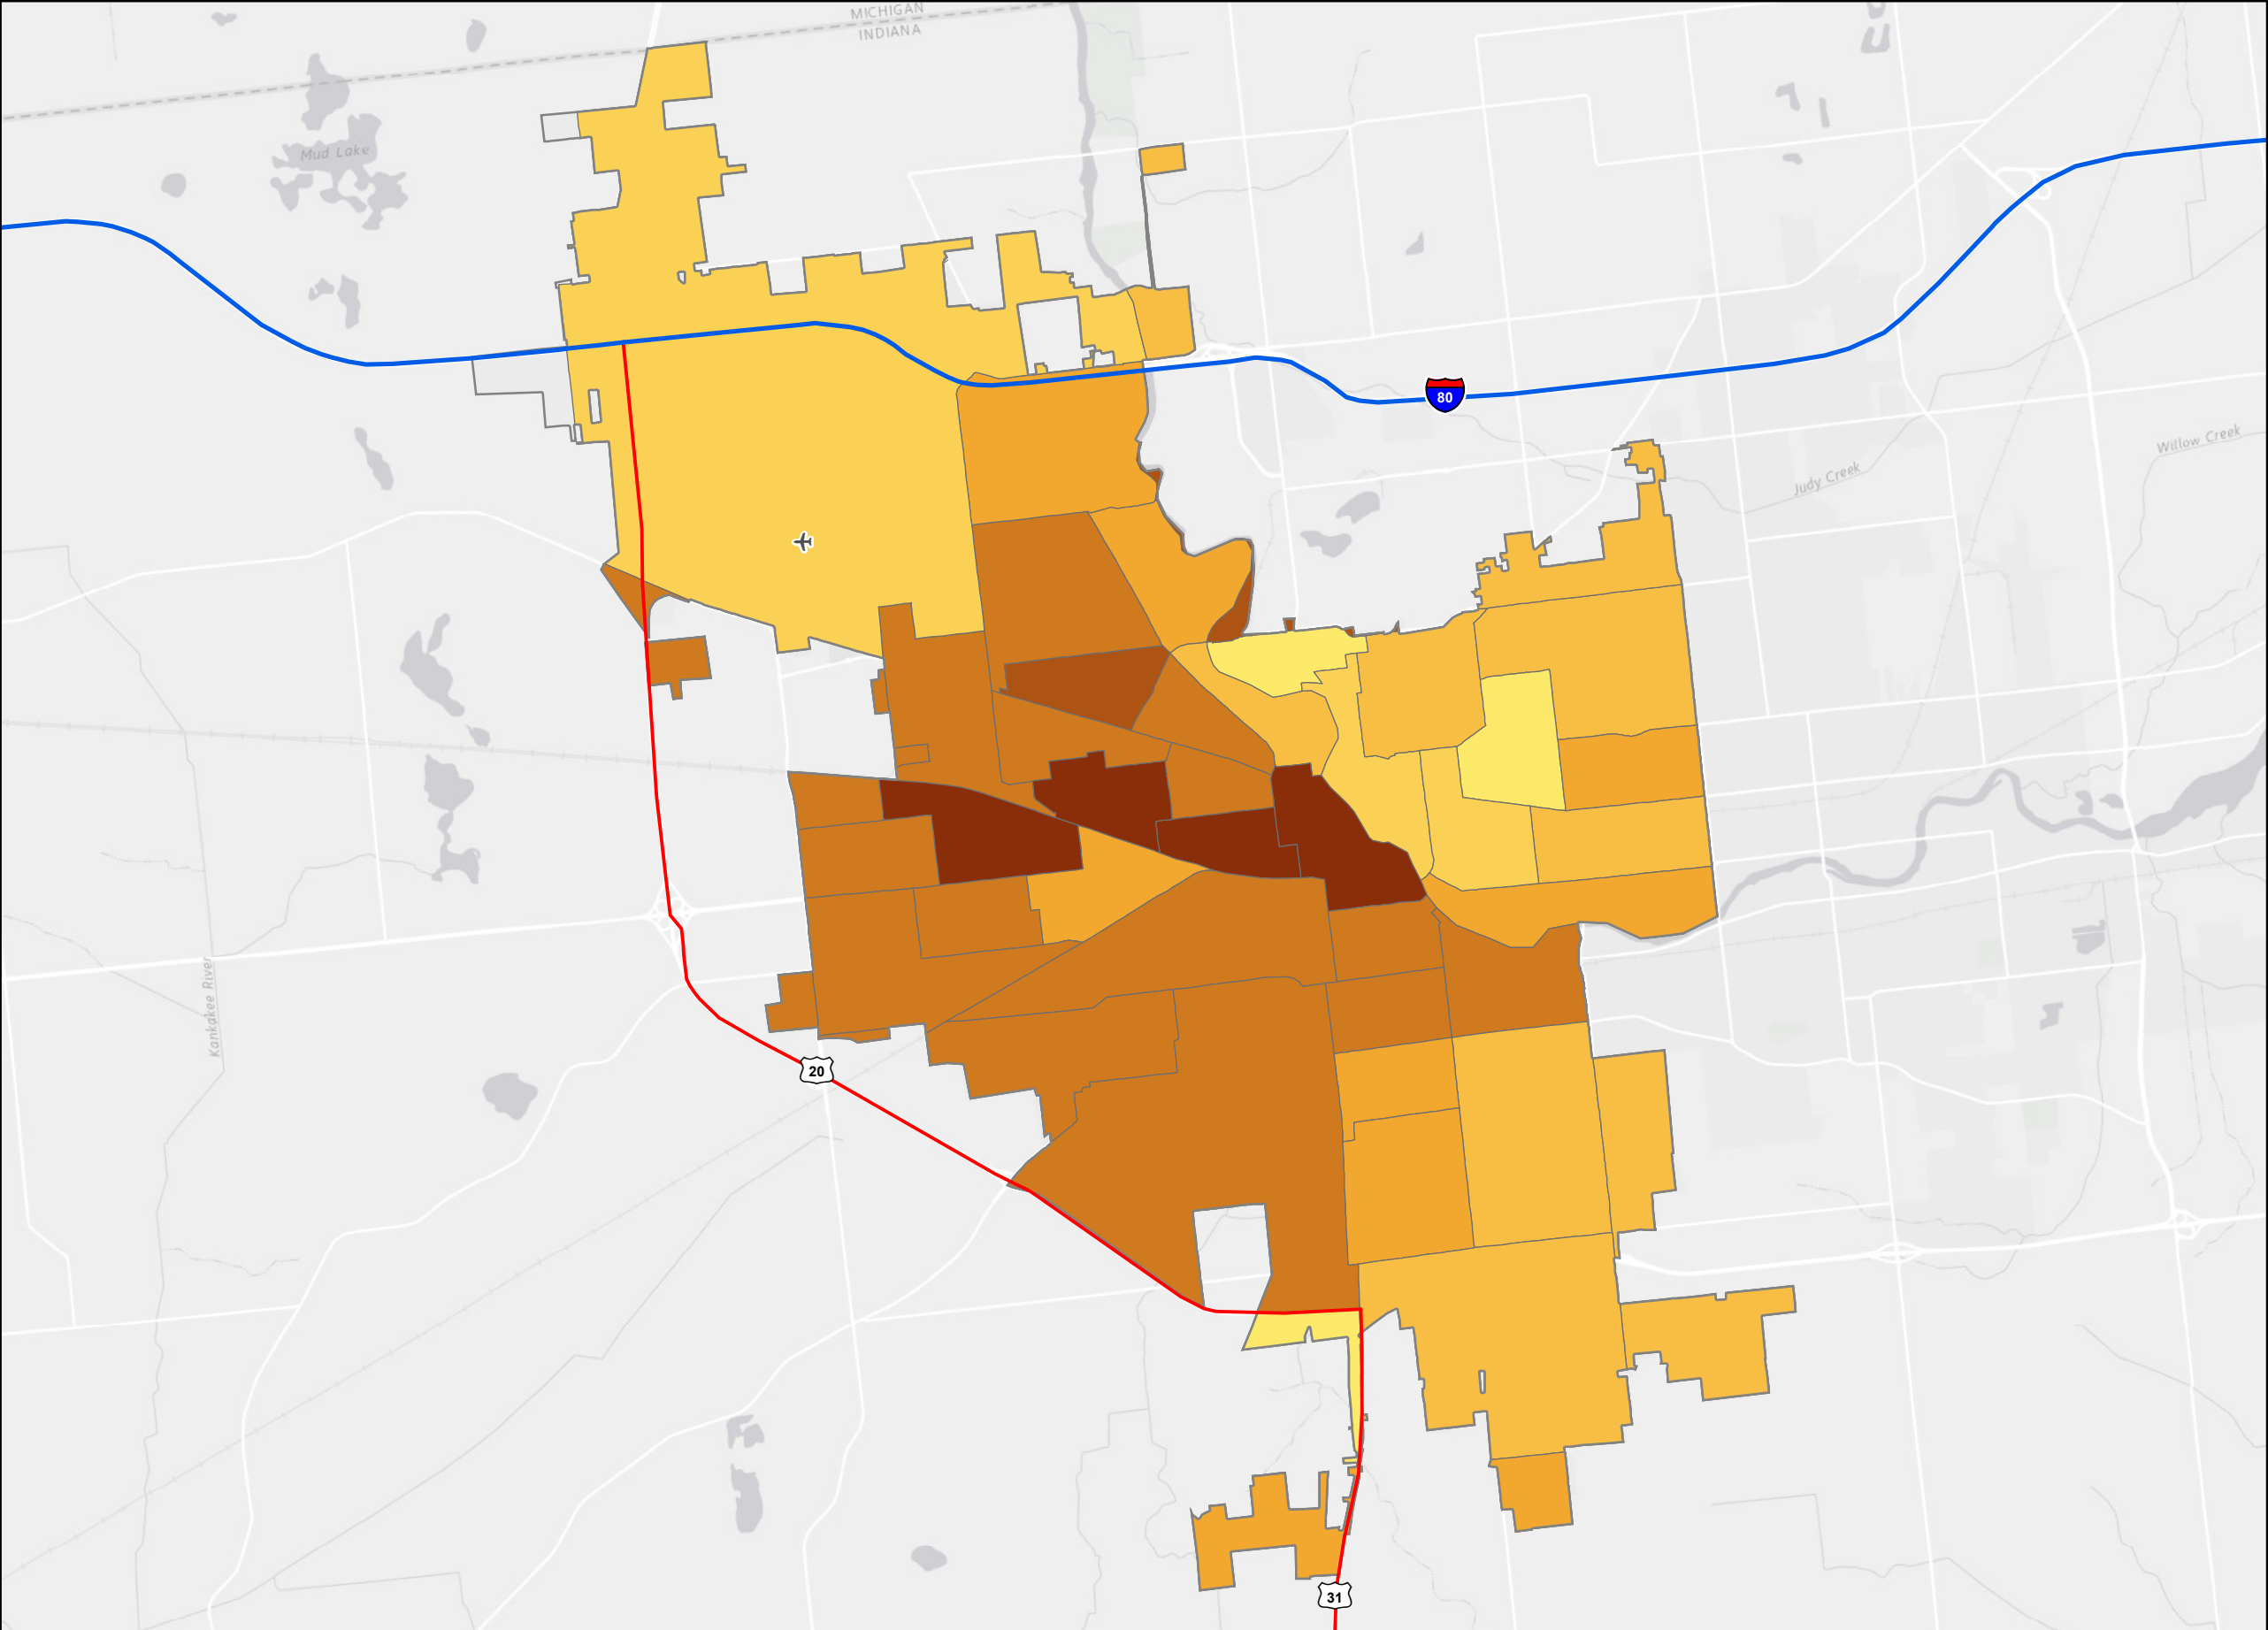 MICHIGAN
INDIANA
Mud Lake
80
Willow Creek
Judy Creek
Kankakee River
20
31